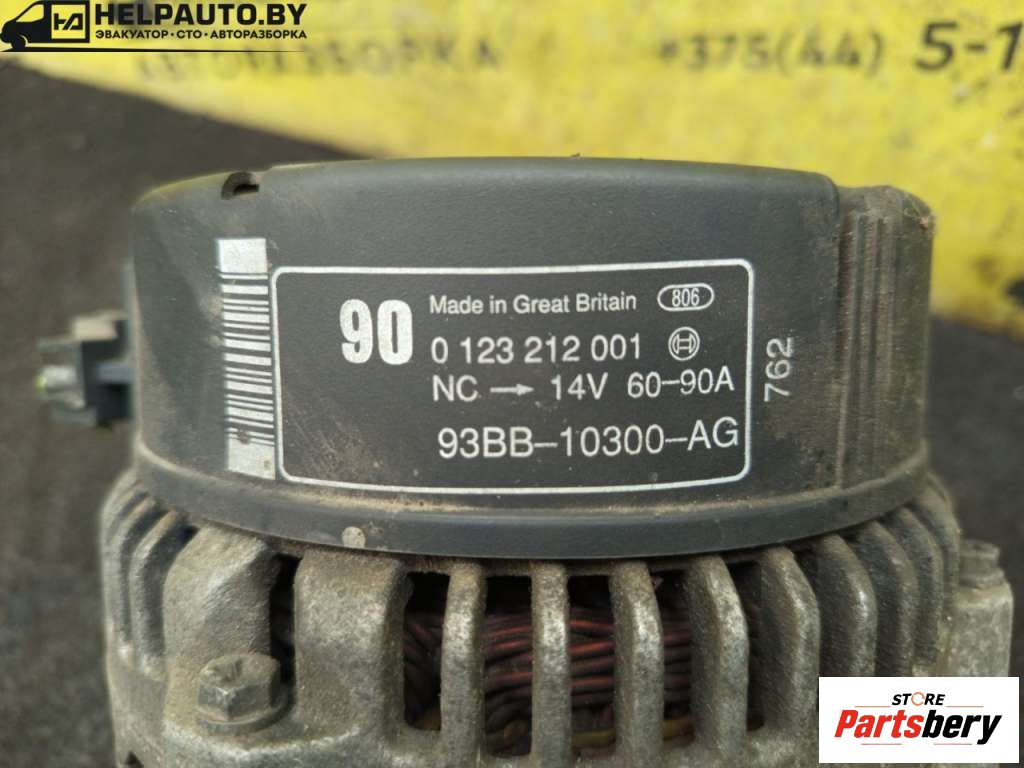 HELPAUTO.BY
ЭВАКУАТОР·СТО·АВТОРАЗБОРКА
АВТОРАЗБОРКА +375(44) 5-1
90
Made in Great Britain 806
0 123 212 001
NC → 14V 60-90A
93BB-10300-AG
762
STORE
Partsbery